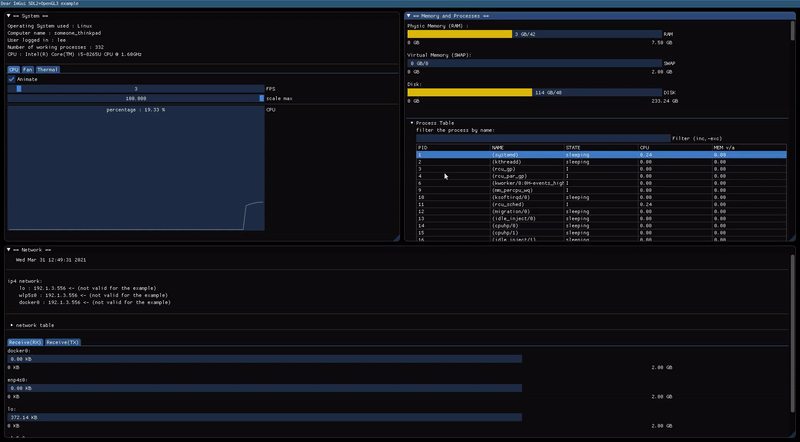 Dear ImGui SDL2+OpenGL3 example
== System ==
Operating System used : Linux
Computer name : someone_thinkpad
User logged in : lee
Number of working processes : 332
CPU : Intel(R) Core(TM) i5-8265U CPU @ 1.60GHz
CPU Fan Thermal
Animate
3 FPS
100.000 scale max
percentage : 19.33 %
CPU
== Memory and Processes ==
Physic Memory (RAM) :
3 GB/42 RAM
0 GB 7.50 GB
Virtual Memory (SWAP):
0 GB/0 SWAP
0 GB 2.00 GB
Disk:
114 GB/48 DISK
0 GB 233.24 GB
Process Table
filter the process by name:
Filter (inc,-exc)
PID NAME STATE CPU MEM v/a
1 (systemd) sleeping 0.24 0.00
2 (kthreadd) sleeping 0.00 0.00
3 (rcu_gp) I 0.00 0.00
4 (rcu_par_gp) I 0.00 0.00
6 (kworker/0:0H-events_high I 0.00 0.00
9 (mm_percpu_wq) I 0.00 0.00
10 (ksoftirqd/0) sleeping 0.00 0.00
11 (rcu_sched) I 0.24 0.00
12 (migration/0) sleeping 0.00 0.00
13 (idle_inject/0) sleeping 0.00 0.00
14 (cpuhp/0) sleeping 0.00 0.00
15 (cpuhp/1) sleeping 0.00 0.00
16 (idle_inject/1) sleeping 0.00 0.00
== Network ==
Wed Mar 31 12:49:31 2021
ip4 network:
lo : 192.1.3.556 <- (not valid for the example)
wlp5s0 : 192.1.3.556 <- (not valid for the example)
docker0 : 192.1.3.556 <- (not valid for the example)
network table
Receive(RX) Receive(TX)
docker0:
0.00 KB
0 KB 2.00 GB
enp4s0:
0.00 KB
0 KB 2.00 GB
lo:
372.14 KB
0 KB 2.00 GB